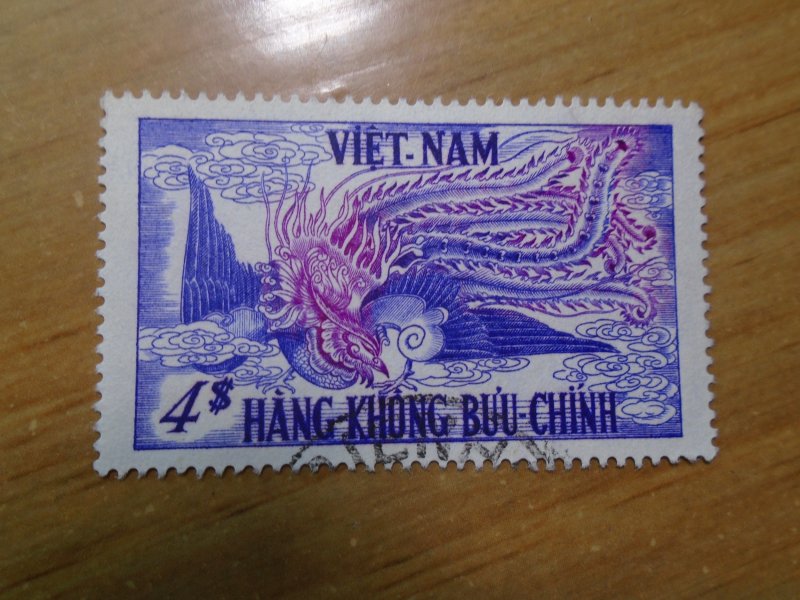 VIỆT-NAM
4$
HÀNG-KHÔNG BƯU-CHÍNH